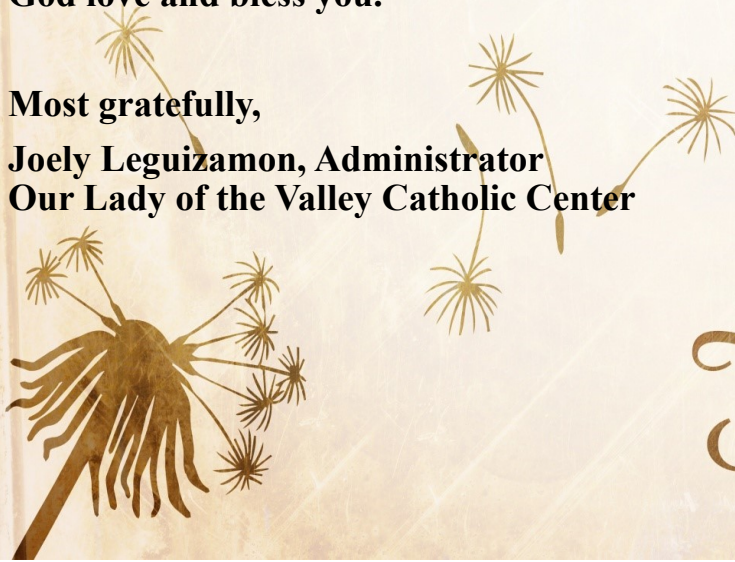 God love and bless you!
Most gratefully,
Joely Leguizamon, Administrator
Our Lady of the Valley Catholic Center